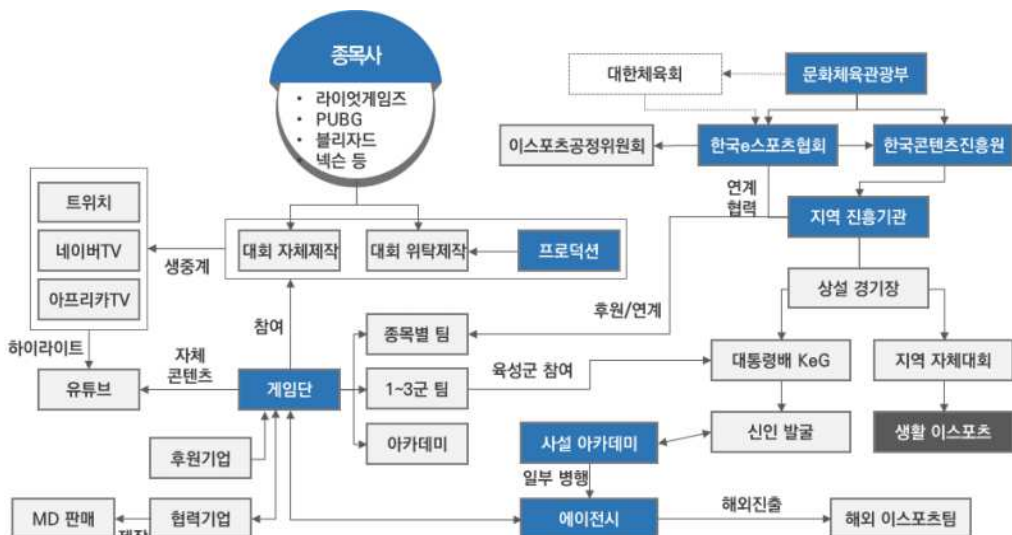 종목사
• 라이엇게임즈
• PUBG
• 블리자드
• 넥슨 등
대한체육회
문화체육관광부
이스포츠공정위원회
한국e스포츠협회
한국콘텐츠진흥원
연계
협력
지역 진흥기관
트위치
네이버TV
아프리카TV
생중계
대회 자체제작
대회 위탁제작
프로덕션
상설 경기장
후원/연계
참여
하이라이트
자체
콘텐츠
유튜브
게임단
종목별 팀
1~3군 팀
아카데미
육성군 참여
대통령배 KeG
지역 자체대회
신인 발굴
생활 이스포츠
사설 아카데미
일부 병행
후원기업
MD 판매
제작
협력기업
에이전시
해외진출
해외 이스포츠팀